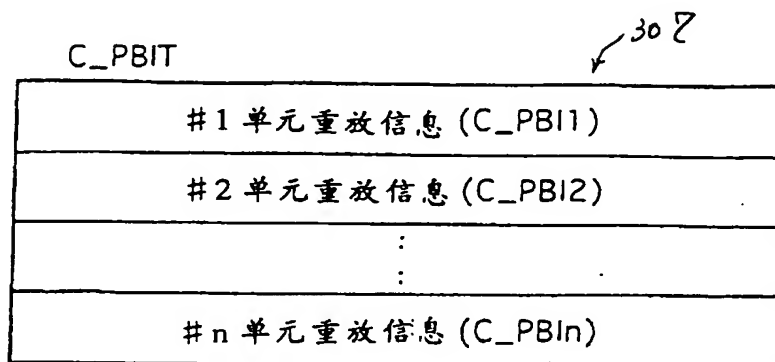 C_PBIT
307
#1 单元重放信息 (C_PBI1)
#2 单元重放信息 (C_PBI2)
:
:
#n 单元重放信息 (C_PBIn)